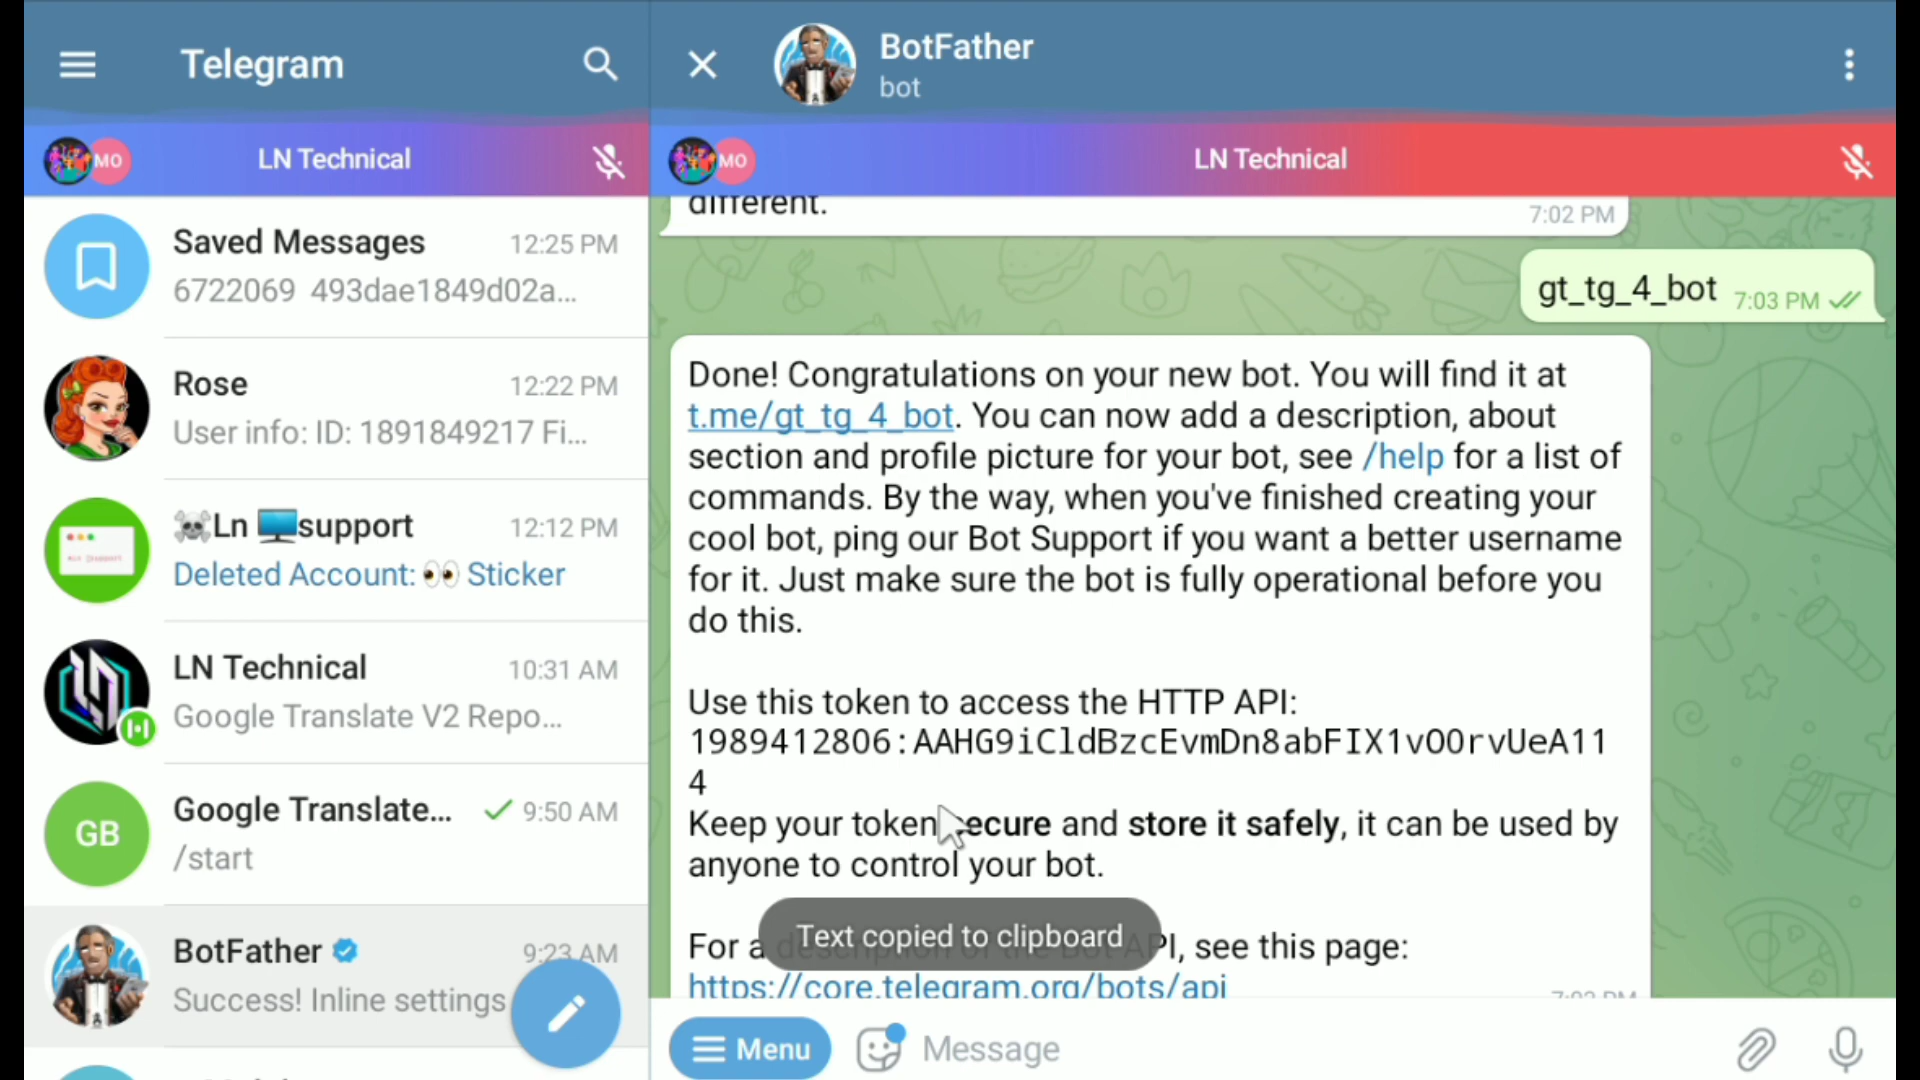 Telegram
BotFather
bot
MO
LN Technical
MO
LN Technical
Saved Messages 12:25 PM
6722069 493dae1849d02a...
Rose 12:22 PM
User info: ID: 1891849217 Fi...
☠️Ln 🖥️support 12:12 PM
Deleted Account: 👀 Sticker
LN Technical 10:31 AM
Google Translate V2 Repo...
GB
Google Translate... 9:50 AM
/start
BotFather 9:23 AM
Success! Inline settings
different.
7:02 PM
gt_tg_4_bot 7:03 PM
Done! Congratulations on your new bot. You will find it at
t.me/gt_tg_4_bot. You can now add a description, about
section and profile picture for your bot, see /help for a list of
commands. By the way, when you've finished creating your
cool bot, ping our Bot Support if you want a better username
for it. Just make sure the bot is fully operational before you
do this.
Use this token to access the HTTP API:
1989412806:AAHG9iCldBzcEvmDn8abFIX1vO0rvUeA11
4
Keep your token secure and store it safely, it can be used by
anyone to control your bot.
For a API, see this page:
Text copied to clipboard
https://core.telegram.org/bots/api
Menu
Message